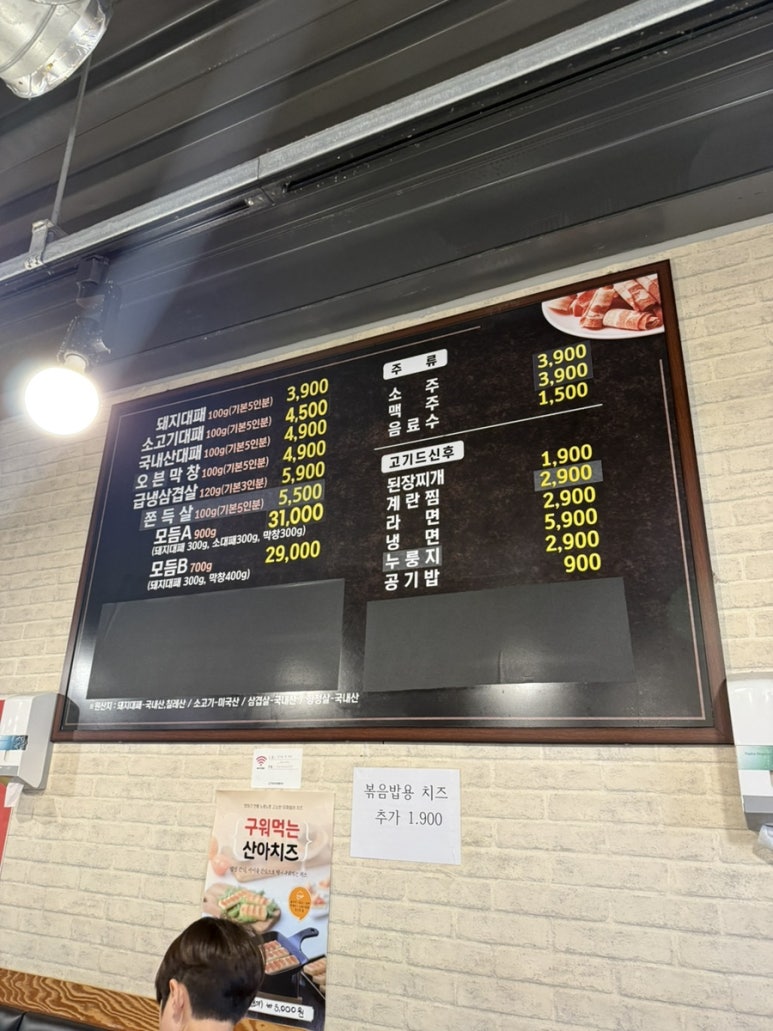 돼지대패 100g(기본5인분) 3,900
소고기대패 100g(기본5인분) 4,500
국내산대패 100g(기본5인분) 4,900
오븐막창 100g(기본5인분) 4,900
급냉삼겹살 120g(기본3인분) 5,900
쫀득살 100g(기본5인분) 5,500
모듬A 900g 31,000
(돼지대패 300g, 소대패300g, 막창300g)
모듬B 700g 29,000
(돼지대패 300g, 막창400g)
주 류
소 주 3,900
맥 주 3,900
음료수 1,500
고기드신후
된장찌개 1,900
계란찜 2,900
라 면 2,900
냉 면 5,900
누룽지 2,900
공기밥 900
※원산지 : 돼지대패-국내산,칠레산 / 소고기-미국산 / 삼겹살-국내산 / 항정살-국내산
볶음밥용 치즈
추가 1.900
구워먹는
산아치즈
₩3,000원